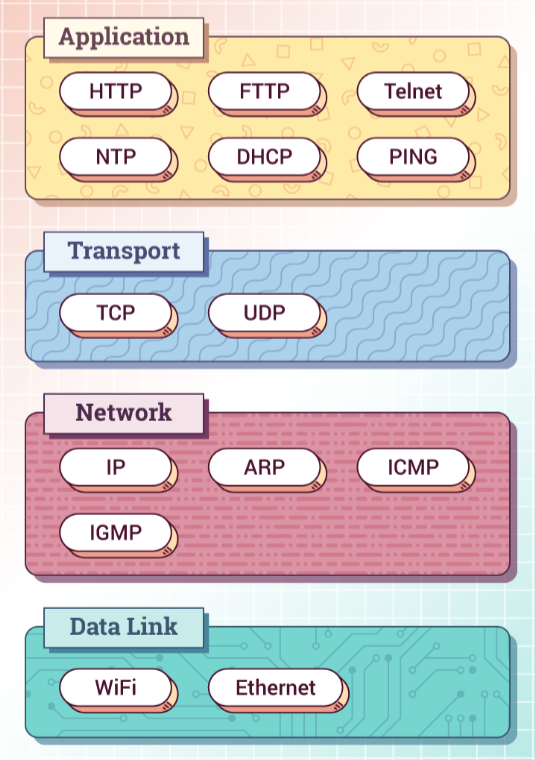 Application
HTTP FTTP Telnet
NTP DHCP PING
Transport
TCP UDP
Network
IP ARP ICMP
IGMP
Data Link
WiFi Ethernet